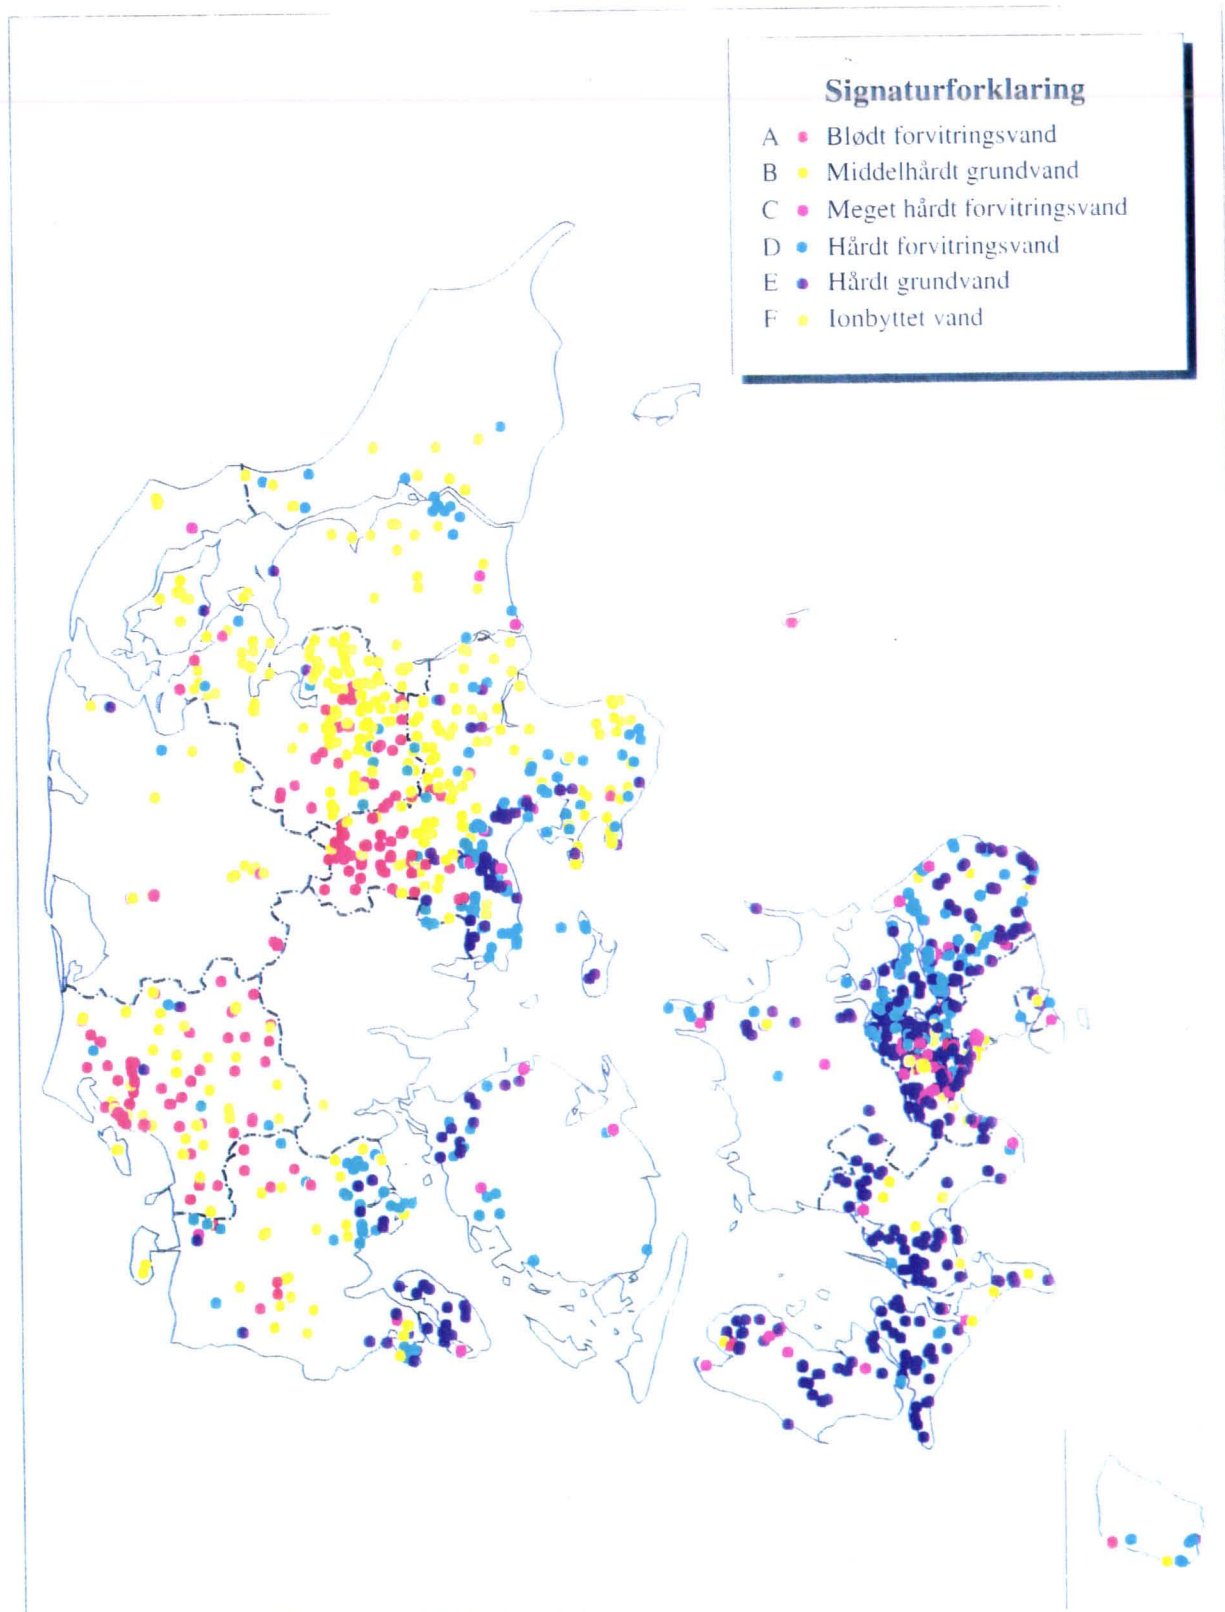 Signaturforklaring
A Blødt forvitringsvand
B Middelhårdt grundvand
C Meget hårdt forvitringsvand
D Hårdt forvitringsvand
E Hårdt grundvand
F Ionbyttet vand